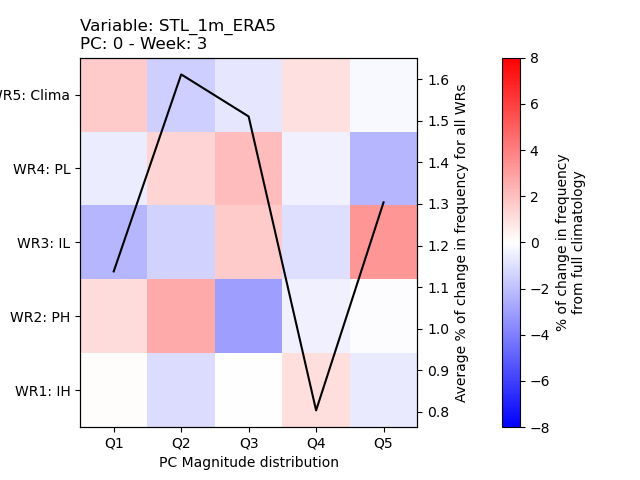 Variable: STL_1m_ERA5
PC: 0 - Week: 3
WR5: Clima
WR4: PL
WR3: IL
WR2: PH
WR1: IH
Q1 Q2 Q3 Q4 Q5
PC Magnitude distribution
1.6
1.5
1.4
1.3
1.2
1.1
1.0
0.9
0.8
Average % of change in frequency for all WRs
8
6
4
2
0
−2
−4
−6
−8
% of change in frequency
from full climatology